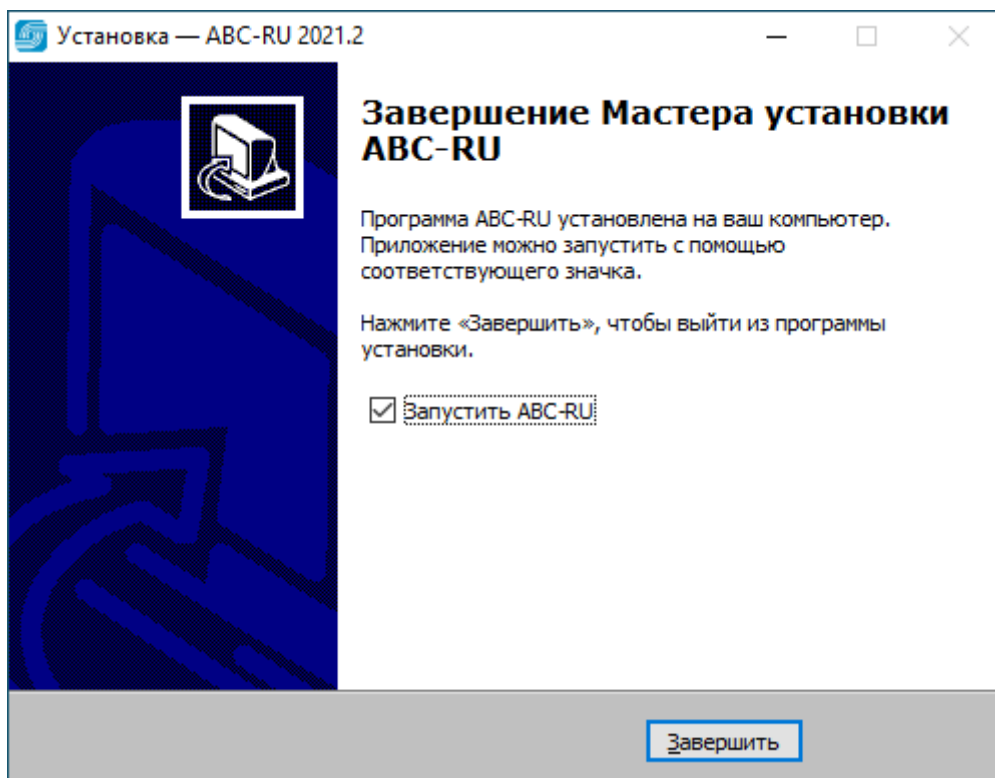 Установка — ABC-RU 2021.2
Завершение Мастера установки
ABC-RU
Программа ABC-RU установлена на ваш компьютер.
Приложение можно запустить с помощью
соответствующего значка.
Нажмите «Завершить», чтобы выйти из программы
установки.
Запустить ABC-RU
Завершить